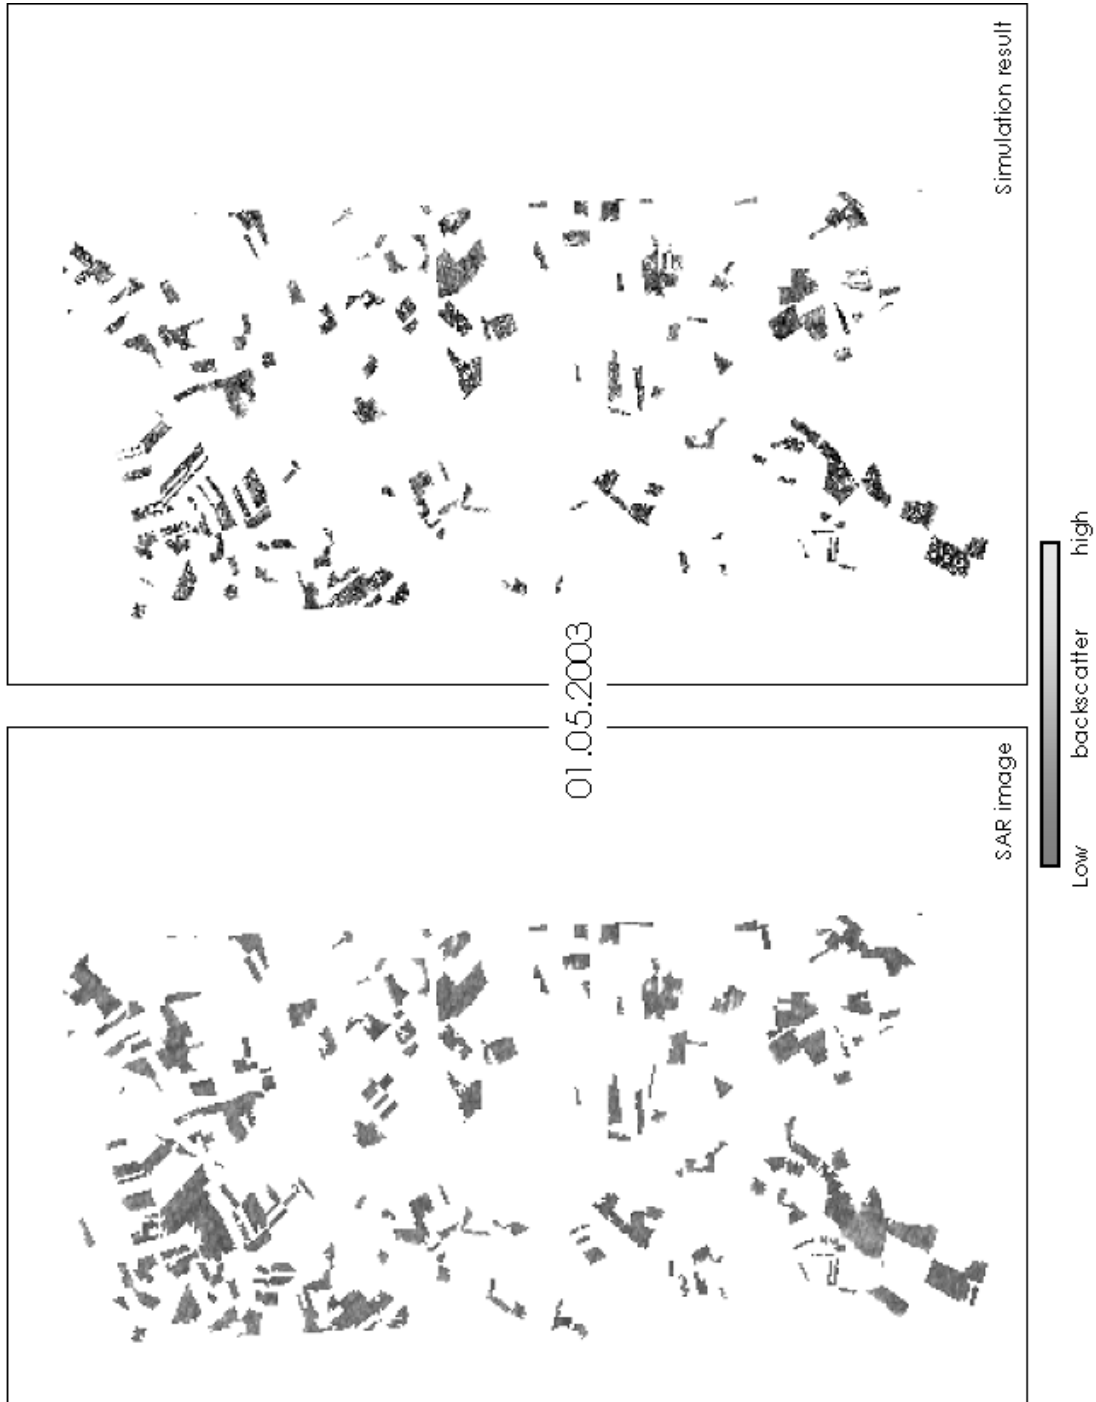 SAR image
Simulation result
01.05.2003
Low
backscatter
high